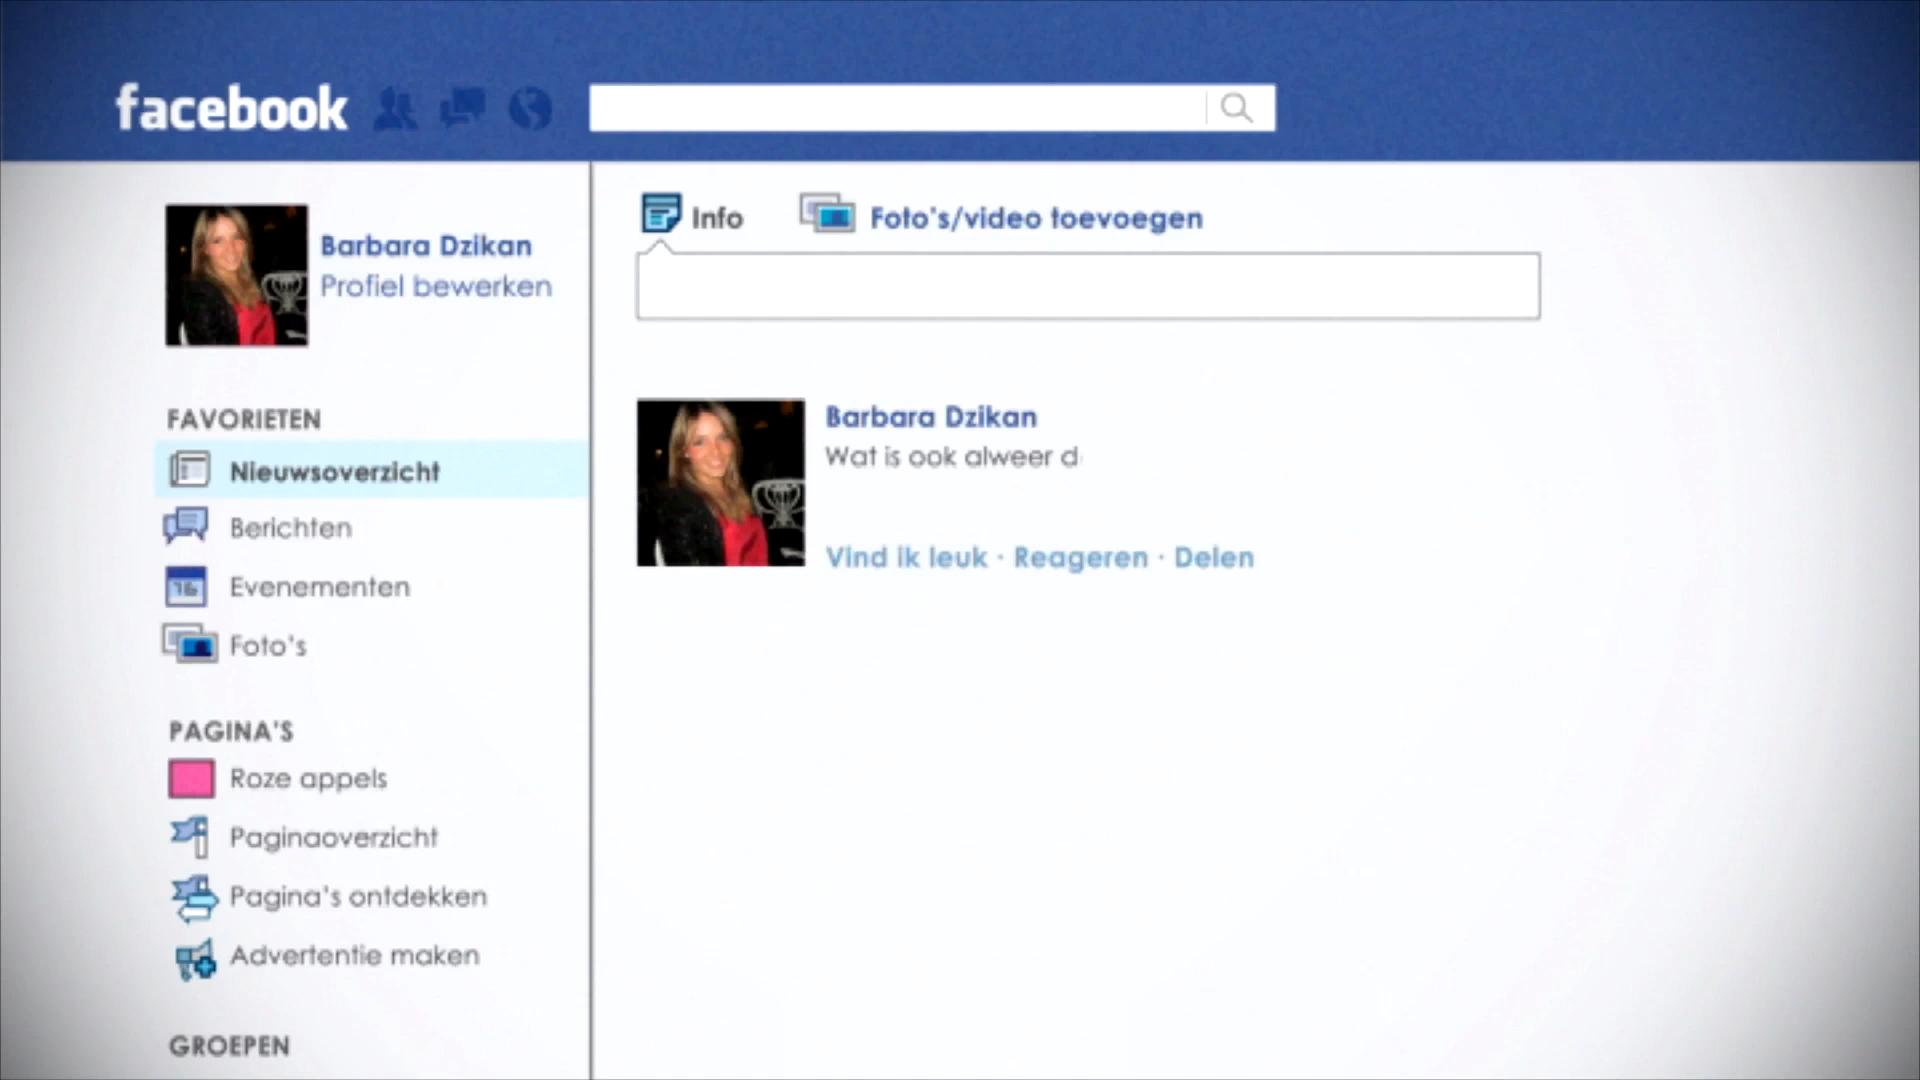 facebook
Barbara Dzikan
Profiel bewerken
FAVORIETEN
Nieuwsoverzicht
Berichten
16
Evenementen
Foto's
PAGINA'S
Roze appels
Paginaoverzicht
Pagina's ontdekken
Advertentie maken
GROEPEN
Info
Foto's/video toevoegen
Barbara Dzikan
Wat is ook alweer d
Vind ik leuk · Reageren · Delen